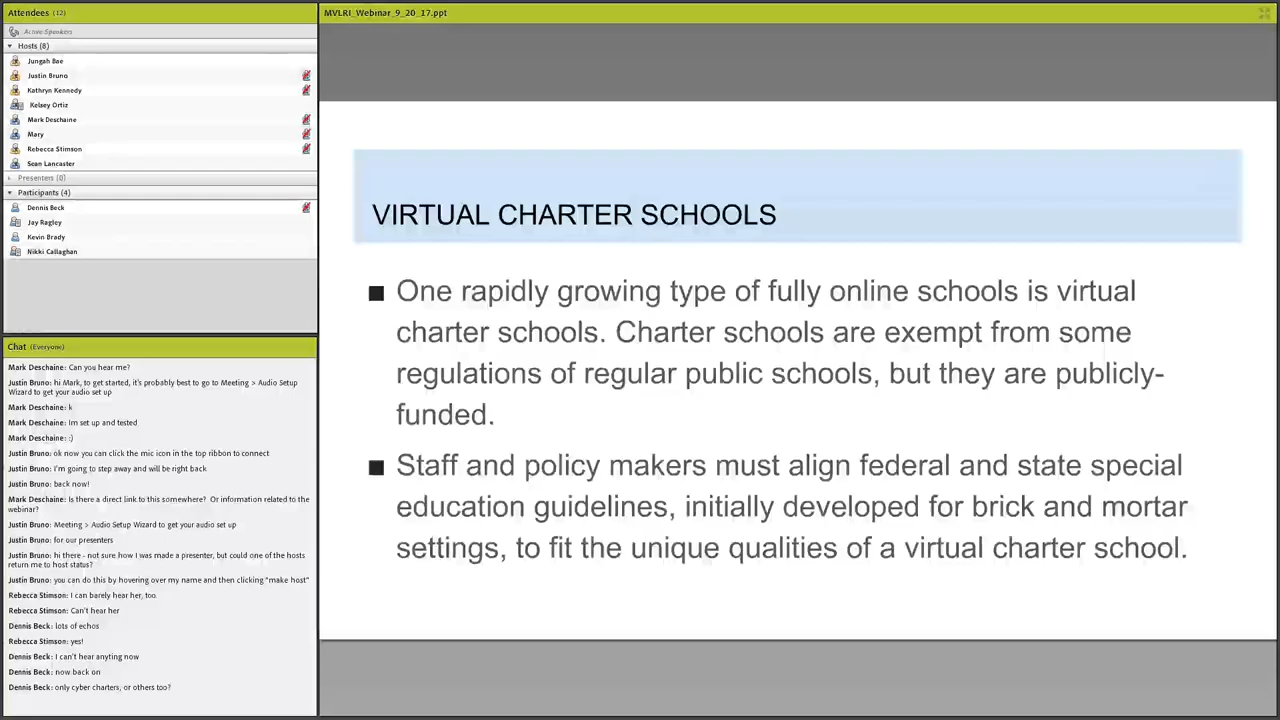 Attendees (12)
Active Speakers
Hosts (8)
Jungah Bae
Justin Bruno
Kathryn Kennedy
Kelsey Ortiz
Mark Deschaine
Mary
Rebecca Stimson
Sean Lancaster
Presenters (0)
Participants (4)
Dennis Beck
Jay Ragley
Kevin Brady
Nikki Callaghan
Chat (Everyone)
Mark Deschaine: Can you hear me?
Justin Bruno: hi Mark, to get started, it's probably best to go to Meeting > Audio Setup
Wizard to get your audio set up
Mark Deschaine: k
Mark Deschaine: Im set up and tested
Mark Deschaine: :)
Justin Bruno: ok now you can click the mic icon in the top ribbon to connect
Justin Bruno: I'm going to step away and will be right back
Justin Bruno: back now!
Mark Deschaine: Is there a direct link to this somewhere? Or information related to the
webinar?
Justin Bruno: Meeting > Audio Setup Wizard to get your audio set up
Justin Bruno: for our presenters
Justin Bruno: hi there - not sure how I was made a presenter, but could one of the hosts
return me to host status?
Justin Bruno: you can do this by hovering over my name and then clicking "make host"
Rebecca Stimson: I can barely hear her, too.
Rebecca Stimson: Can't hear her
Dennis Beck: lots of echos
Rebecca Stimson: yes!
Dennis Beck: I can't hear anyting now
Dennis Beck: now back on
Dennis Beck: only cyber charters, or others too?
MVLRI_Webinar_9_20_17.ppt
VIRTUAL CHARTER SCHOOLS
■ One rapidly growing type of fully online schools is virtual
charter schools. Charter schools are exempt from some
regulations of regular public schools, but they are publicly-
funded.
■ Staff and policy makers must align federal and state special
education guidelines, initially developed for brick and mortar
settings, to fit the unique qualities of a virtual charter school.